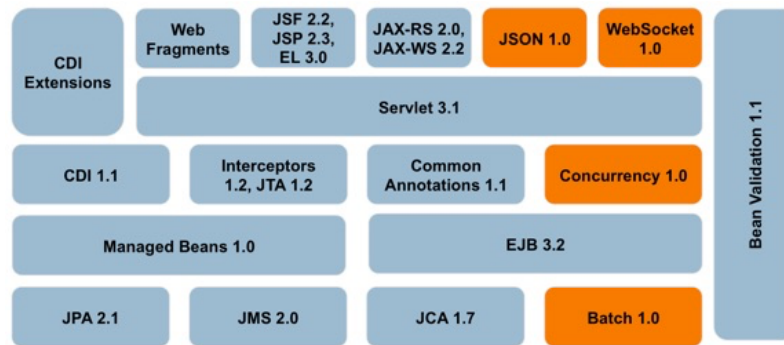 CDI
Extensions
Web
Fragments
JSF 2.2,
JSP 2.3,
EL 3.0
JAX-RS 2.0,
JAX-WS 2.2
JSON 1.0
WebSocket
1.0
Servlet 3.1
CDI 1.1
Interceptors
1.2, JTA 1.2
Common
Annotations 1.1
Concurrency 1.0
Managed Beans 1.0
EJB 3.2
JPA 2.1
JMS 2.0
JCA 1.7
Batch 1.0
Bean Validation 1.1